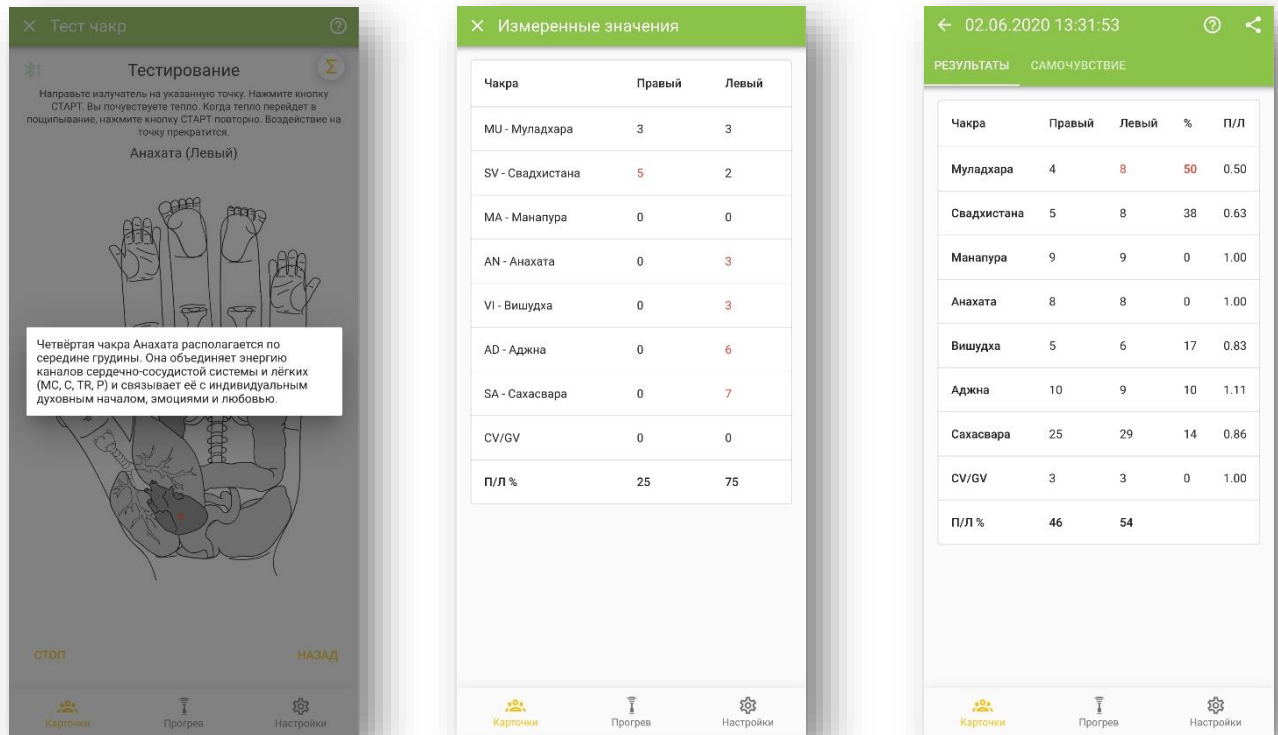 Тест чакр
Тестирование
Σ
Направьте излучатель на указанную точку. Нажмите кнопку
СТАРТ. Вы почувствуете тепло. Когда тепло перейдет в
пощипывание, нажмите кнопку СТАРТ повторно. Воздействие на
точку прекратится.
Анахата (Левый)
Четвёртая чакра Анахата располагается по
середине грудины. Она объединяет энергию
каналов сердечно-сосудистой системы и лёгких
(MC, C, TR, P) и связывает её с индивидуальным
духовным началом, эмоциями и любовью.
СТОП НАЗАД
Карточки Прогрев Настройки
Измеренные значения
Чакра Правый Левый
MU - Муладхара 3 3
SV - Свадхистана 5 2
MA - Манапура 0 0
AN - Анахата 0 3
VI - Вишудха 0 3
AD - Аджна 0 6
SA - Сахасвара 0 7
CV/GV 0 0
П/Л % 25 75
Карточки Прогрев Настройки
02.06.2020 13:31:53
РЕЗУЛЬТАТЫ САМОЧУВСТВИЕ
Чакра Правый Левый % П/Л
Муладхара 4 8 50 0.50
Свадхистана 5 8 38 0.63
Манапура 9 9 0 1.00
Анахата 8 8 0 1.00
Вишудха 5 6 17 0.83
Аджна 10 9 10 1.11
Сахасвара 25 29 14 0.86
CV/GV 3 3 0 1.00
П/Л % 46 54
Карточки Прогрев Настройки